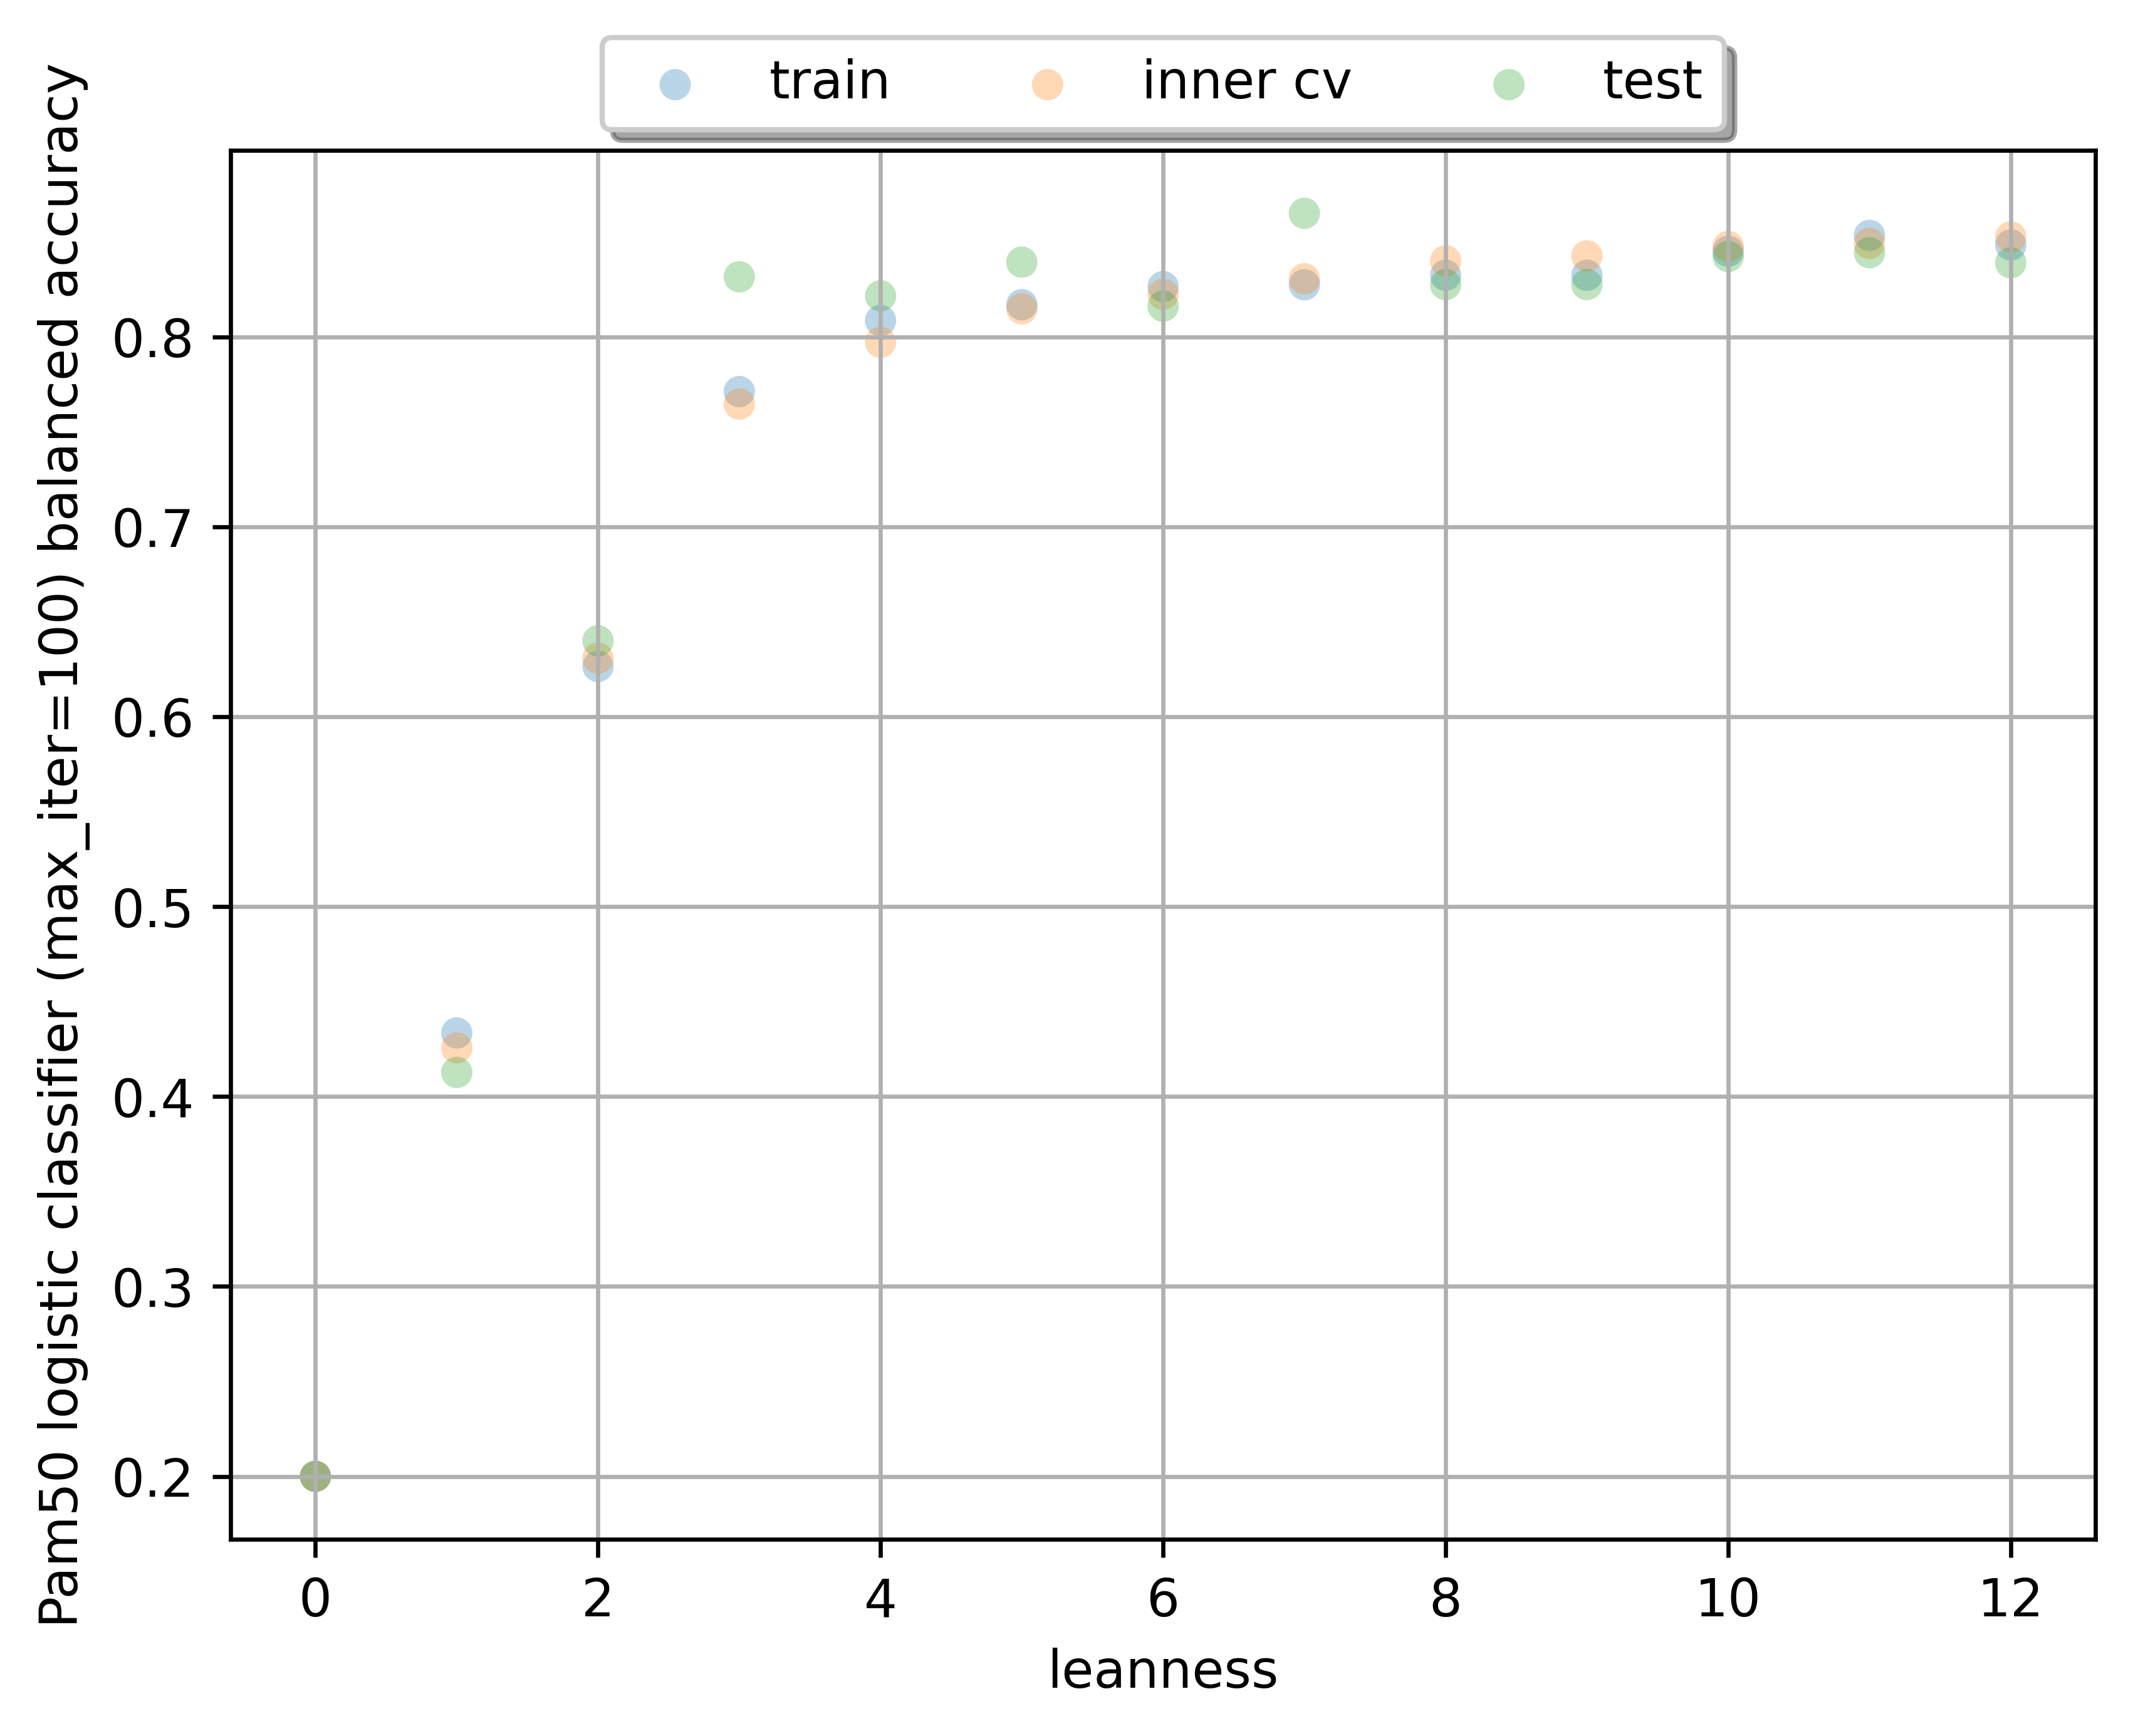 train inner cv test
Pam50 logistic classifier (max_iter=100) balanced accuracy
0.8
0.7
0.6
0.5
0.4
0.3
0.2
0 2 4 6 8 10 12
leanness